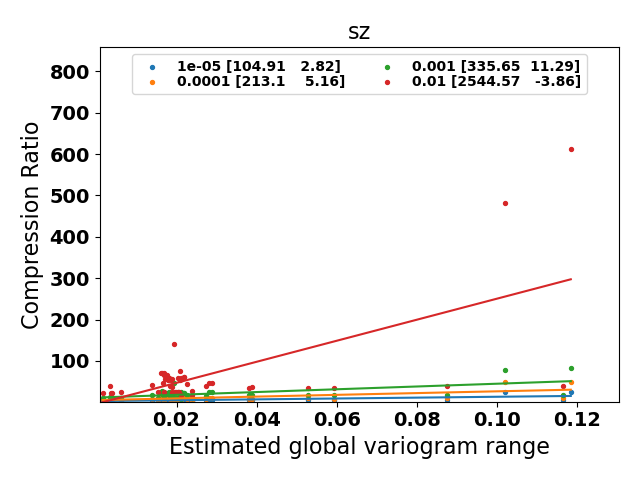 sz
1e-05 [104.91   2.82]
0.0001 [213.1    5.16]
0.001 [335.65  11.29]
0.01 [2544.57   -3.86]
Compression Ratio
800
700
600
500
400
300
200
100
0.02 0.04 0.06 0.08 0.10 0.12
Estimated global variogram range